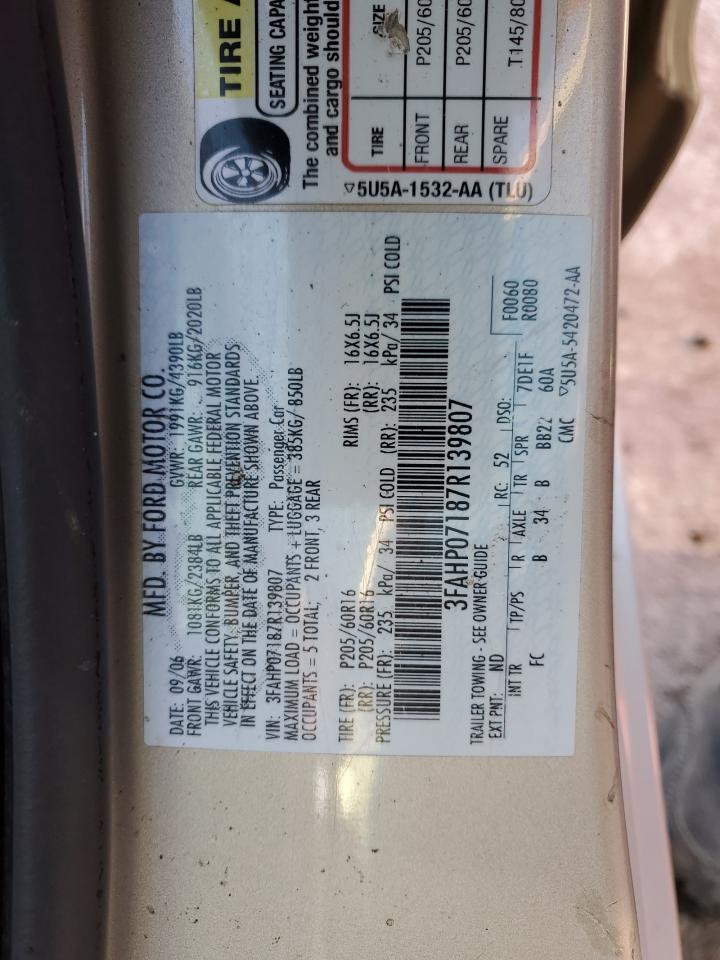 TIRE A
SEATING CAPA
The combined weight
and cargo should
TIRE SIZE
FRONT P205/60
REAR P205/60
SPARE T145/80
5U5A-1532-AA (TLU)
MFD. BY FORD MOTOR CO.
DATE: 09/06 GVWR: 1991KG/4390LB
FRONT GAWR: 1081KG/2384LB REAR GAWR: 916KG/2020LB
THIS VEHICLE CONFORMS TO ALL APPLICABLE FEDERAL MOTOR
VEHICLE SAFETY, BUMPER, AND THEFT PREVENTION STANDARDS
IN EFFECT ON THE DATE OF MANUFACTURE SHOWN ABOVE.
VIN: 3FAHP07187R139807 TYPE: Passenger Car
MAXIMUM LOAD = OCCUPANTS + LUGGAGE = 385KG/ 850LB
OCCUPANTS = 5 TOTAL; 2 FRONT, 3 REAR
TIRE (FR): P205/60R16 RIMS (FR): 16X6.5J
(RR): P205/60R16 (RR): 16X6.5J
PRESSURE (FR): 235 kPa/ 34 PSI COLD (RR): 235 kPa/ 34 PSI COLD
3FAHP07187R139807
TRAILER TOWING - SEE OWNER GUIDE
EXT PNT: ND RC: 52 DSO: F0060
R0080
INT TR TP/PS R AXLE TR SPR 7DE1F
FC B 34 B BB22 60A
CMC 5U5A-5420472-AA